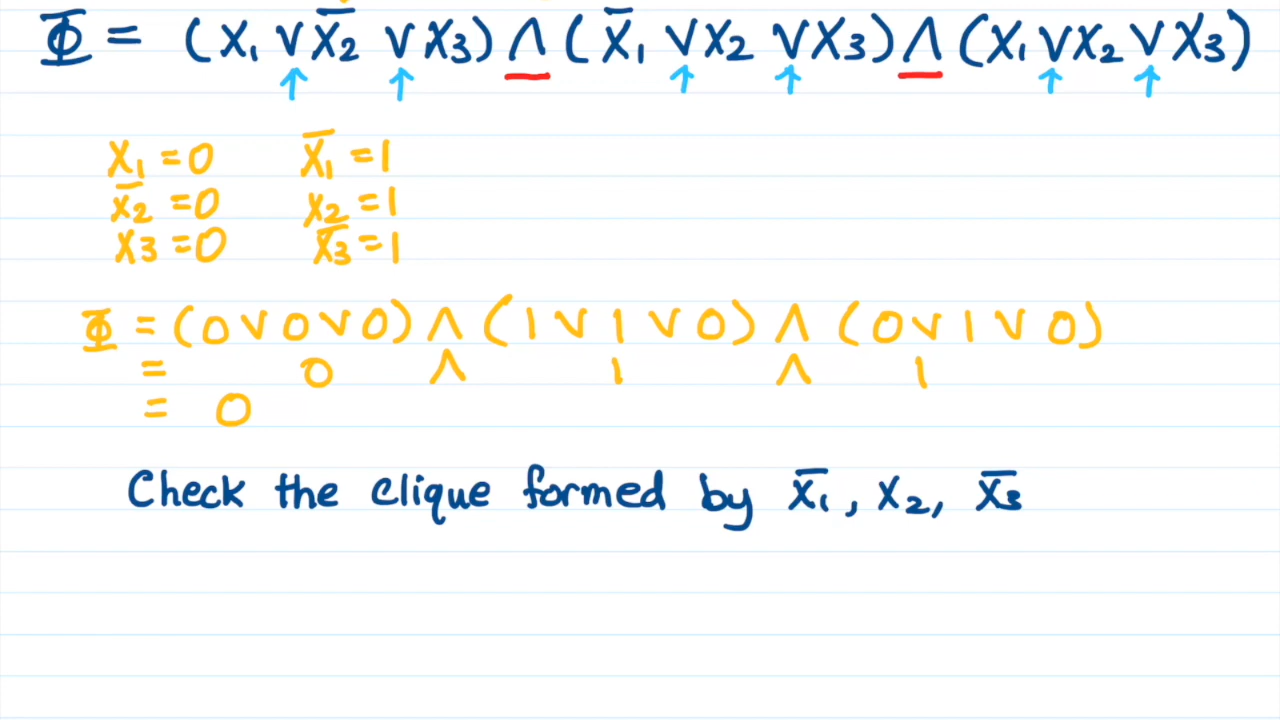 Φ = (x₁ ∨ x̅₂ ∨ x₃) ∧ (x̅₁ ∨ x₂ ∨ x₃) ∧ (x₁ ∨ x₂ ∨ x₃)
x₁ = 0 x̅₁ = 1
x̅₂ = 0 x₂ = 1
x₃ = 0 x̅₃ = 1
Φ = (0 ∨ 0 ∨ 0) ∧ (1 ∨ 1 ∨ 0) ∧ (0 ∨ 1 ∨ 0)
= 0 ∧ 1 ∧ 1
= 0
Check the clique formed by x̅₁, x₂, x̅₃